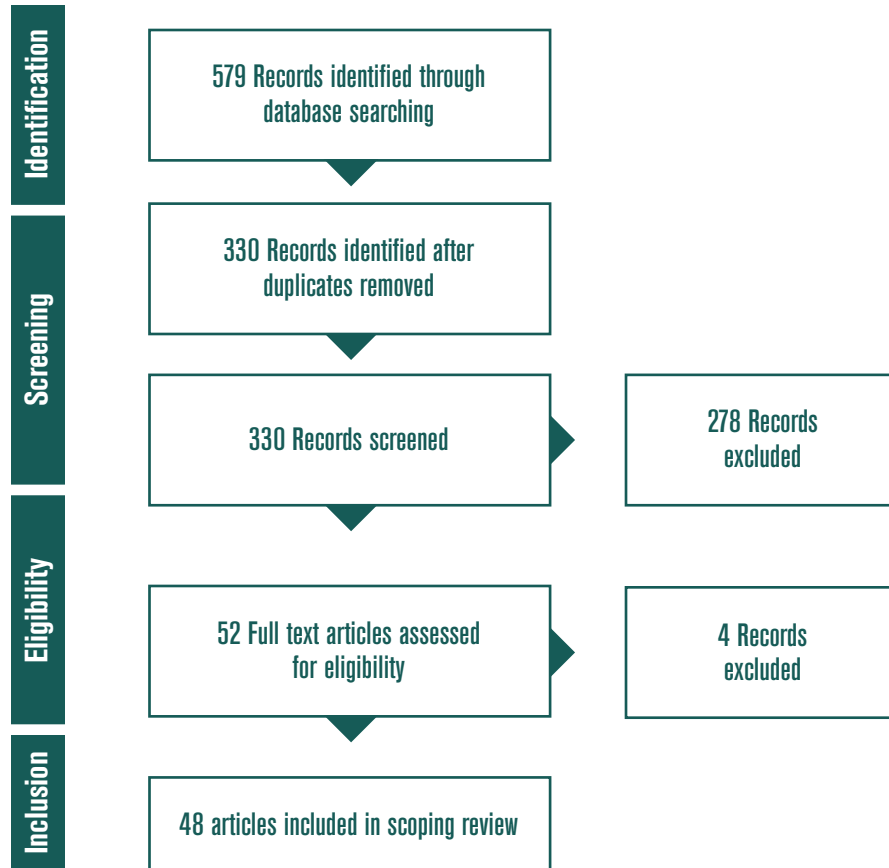 Identification
579 Records identified through
database searching
Screening
330 Records identified after
duplicates removed
330 Records screened
278 Records
excluded
Eligibility
52 Full text articles assessed
for eligibility
4 Records
excluded
Inclusion
48 articles included in scoping review